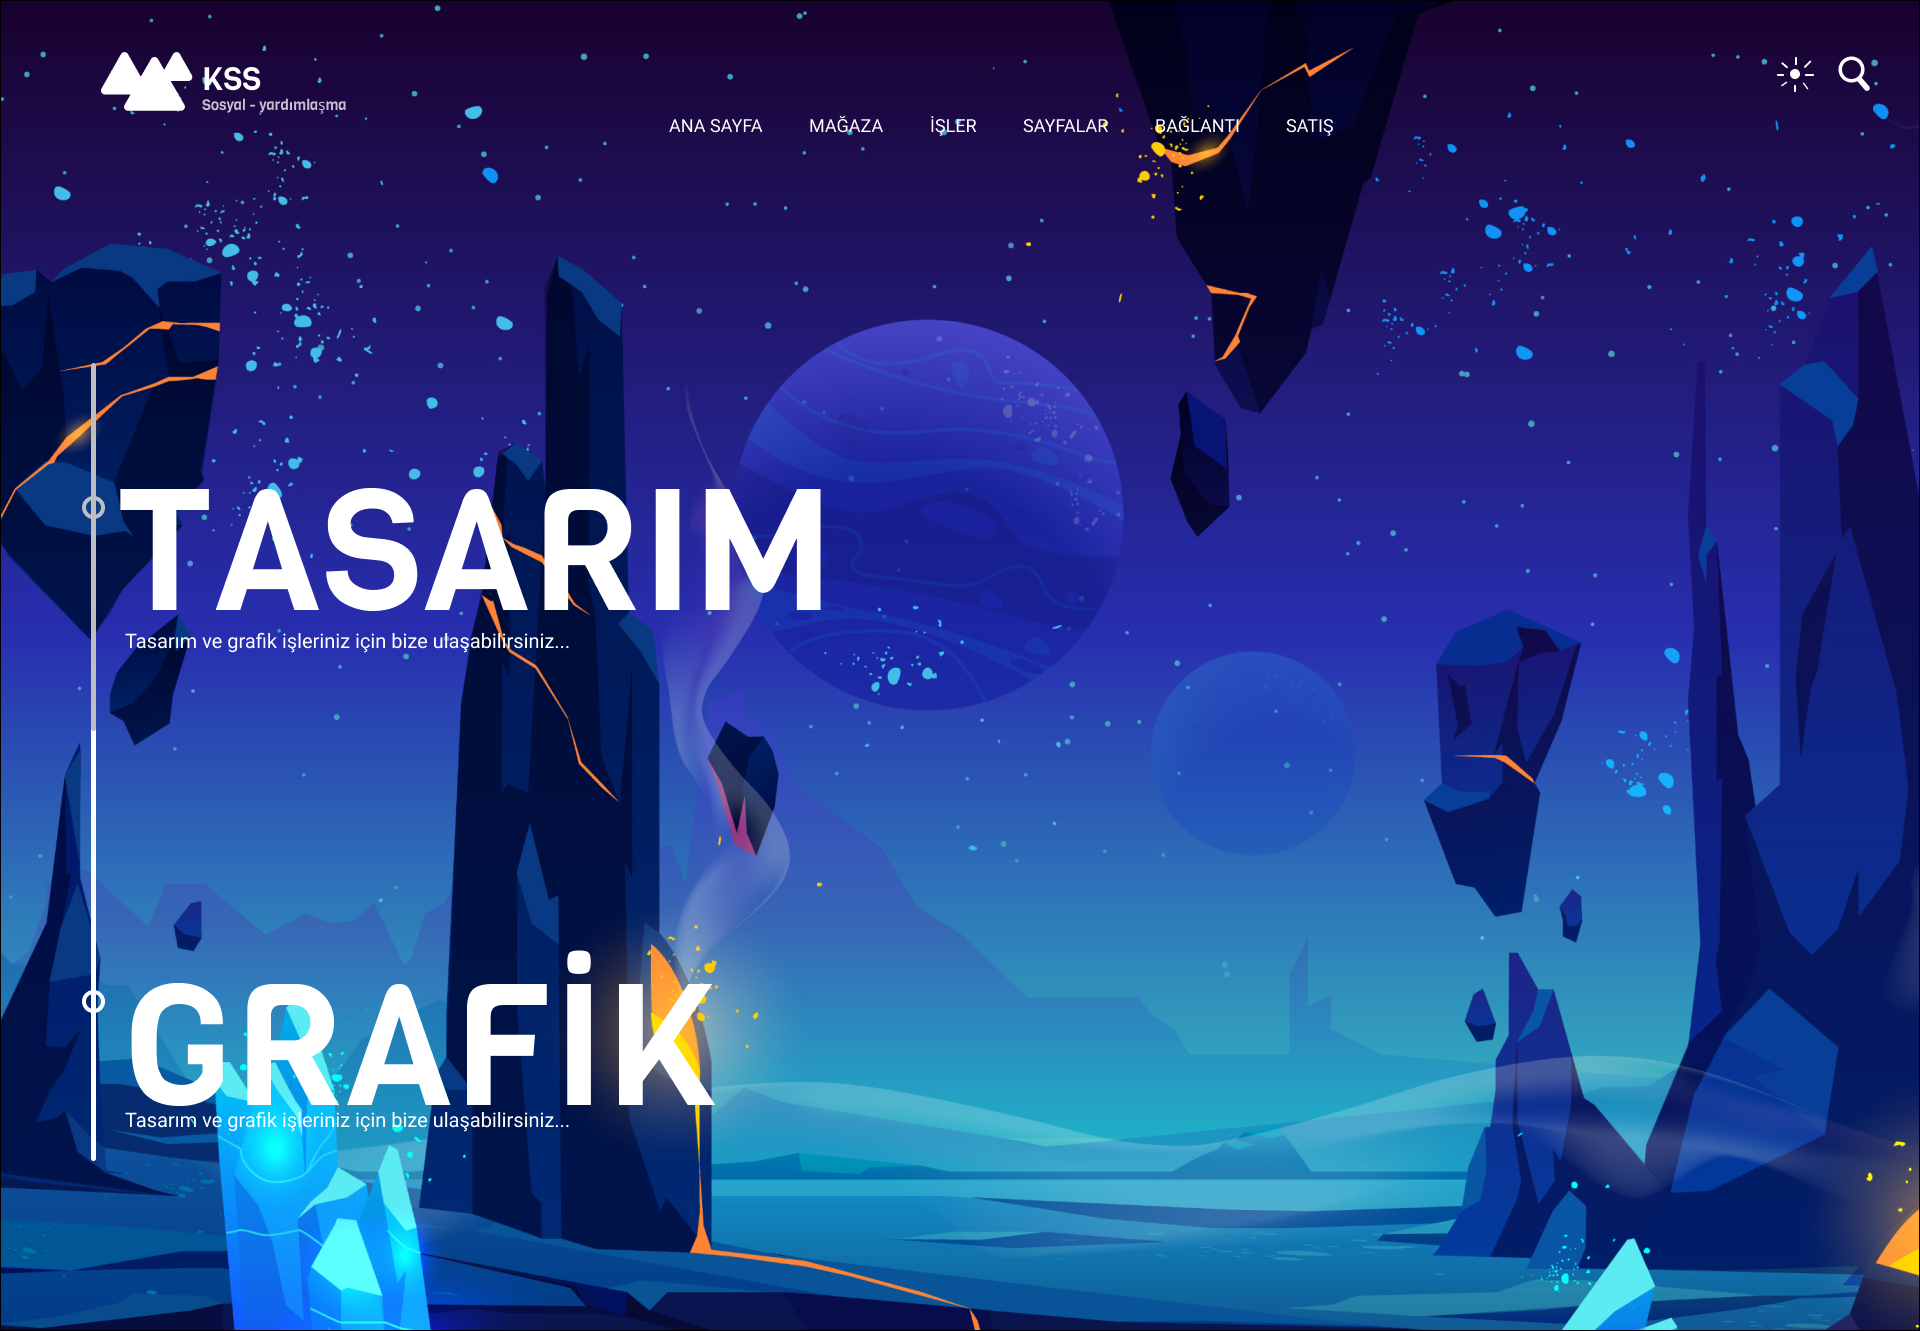 KSS
Sosyal - yardımlaşma
ANA SAYFA MAĞAZA İŞLER SAYFALAR BAĞLANTI SATIŞ
TASARIM
Tasarım ve grafik işleriniz için bize ulaşabilirsiniz...
GRAFİK
Tasarım ve grafik işleriniz için bize ulaşabilirsiniz...